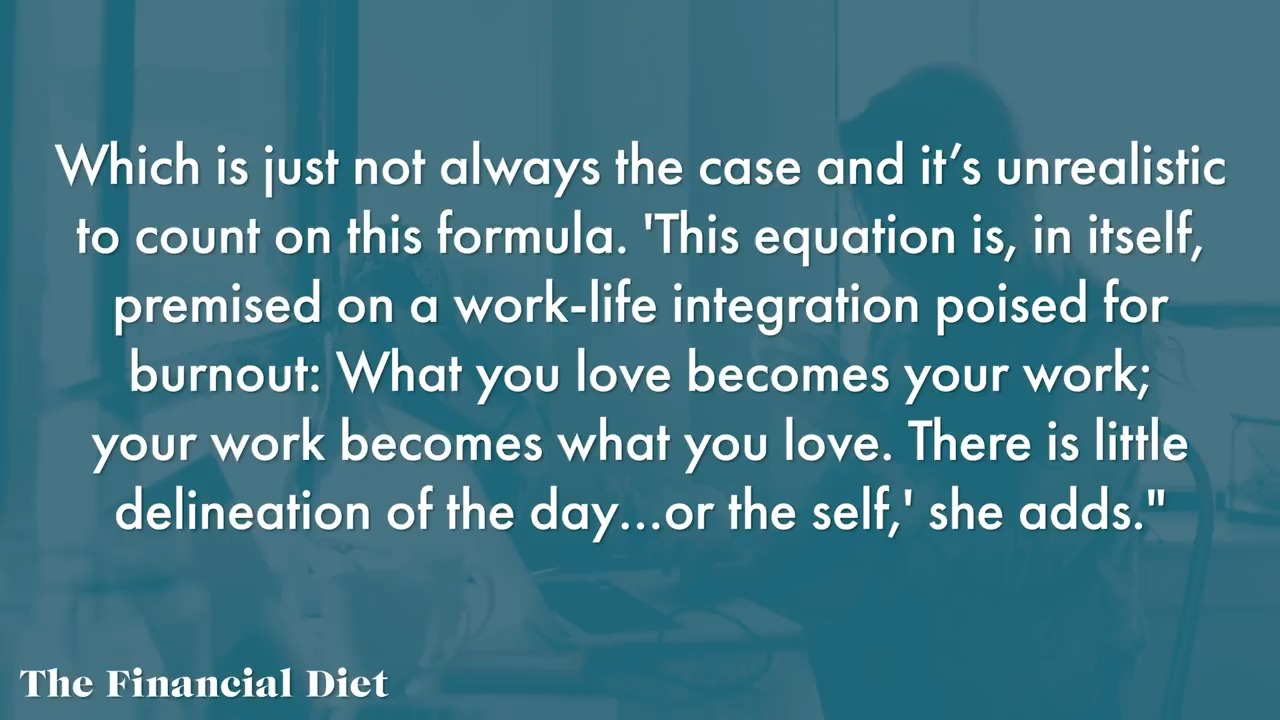 Which is just not always the case and it’s unrealistic
to count on this formula. 'This equation is, in itself,
premised on a work-life integration poised for
burnout: What you love becomes your work;
your work becomes what you love. There is little
delineation of the day...or the self,' she adds."
The Financial Diet